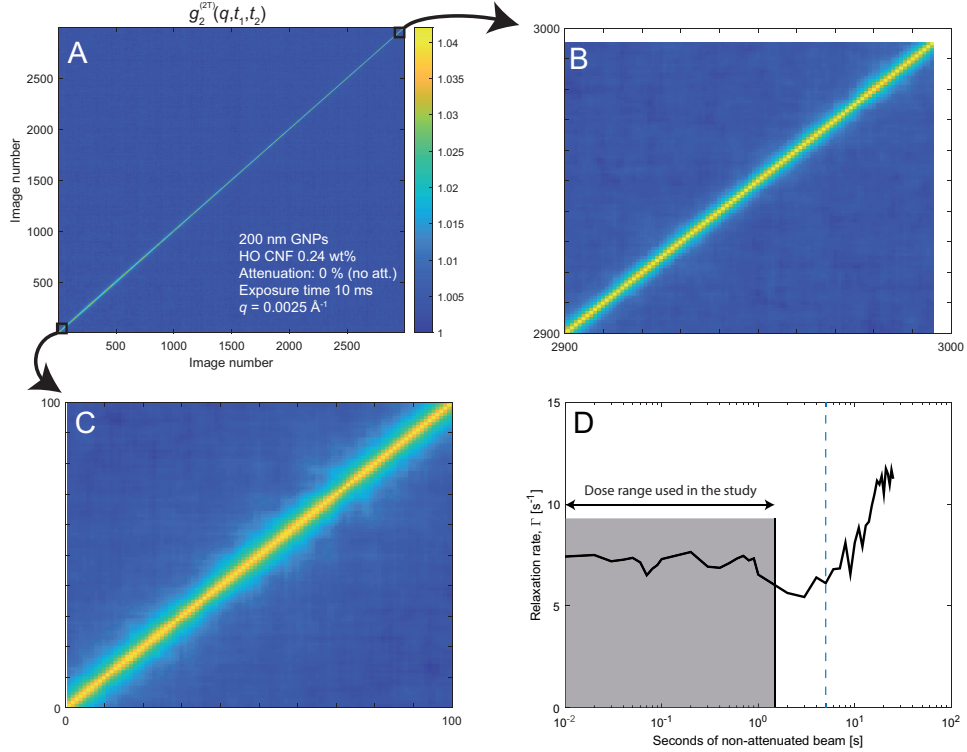 g₂⁽²ᵀ⁾(q,t₁,t₂)
A
Image number
2500
2000
1500
1000
500
500
1000
1500
2000
2500
Image number
200 nm GNPs
HO CNF 0.24 wt%
Attenuation: 0 % (no att.)
Exposure time 10 ms
q = 0.0025 Å⁻¹
1.04
1.035
1.03
1.025
1.02
1.015
1.01
1.005
1
Image number
B
3000
2900
2900
3000
C
100
0
0
100
D
15
10
5
0
Relaxation rate, Γ [s⁻¹]
Dose range used in the study
10⁻²
10⁻¹
10⁰
10¹
10²
Seconds of non-attenuated beam [s]